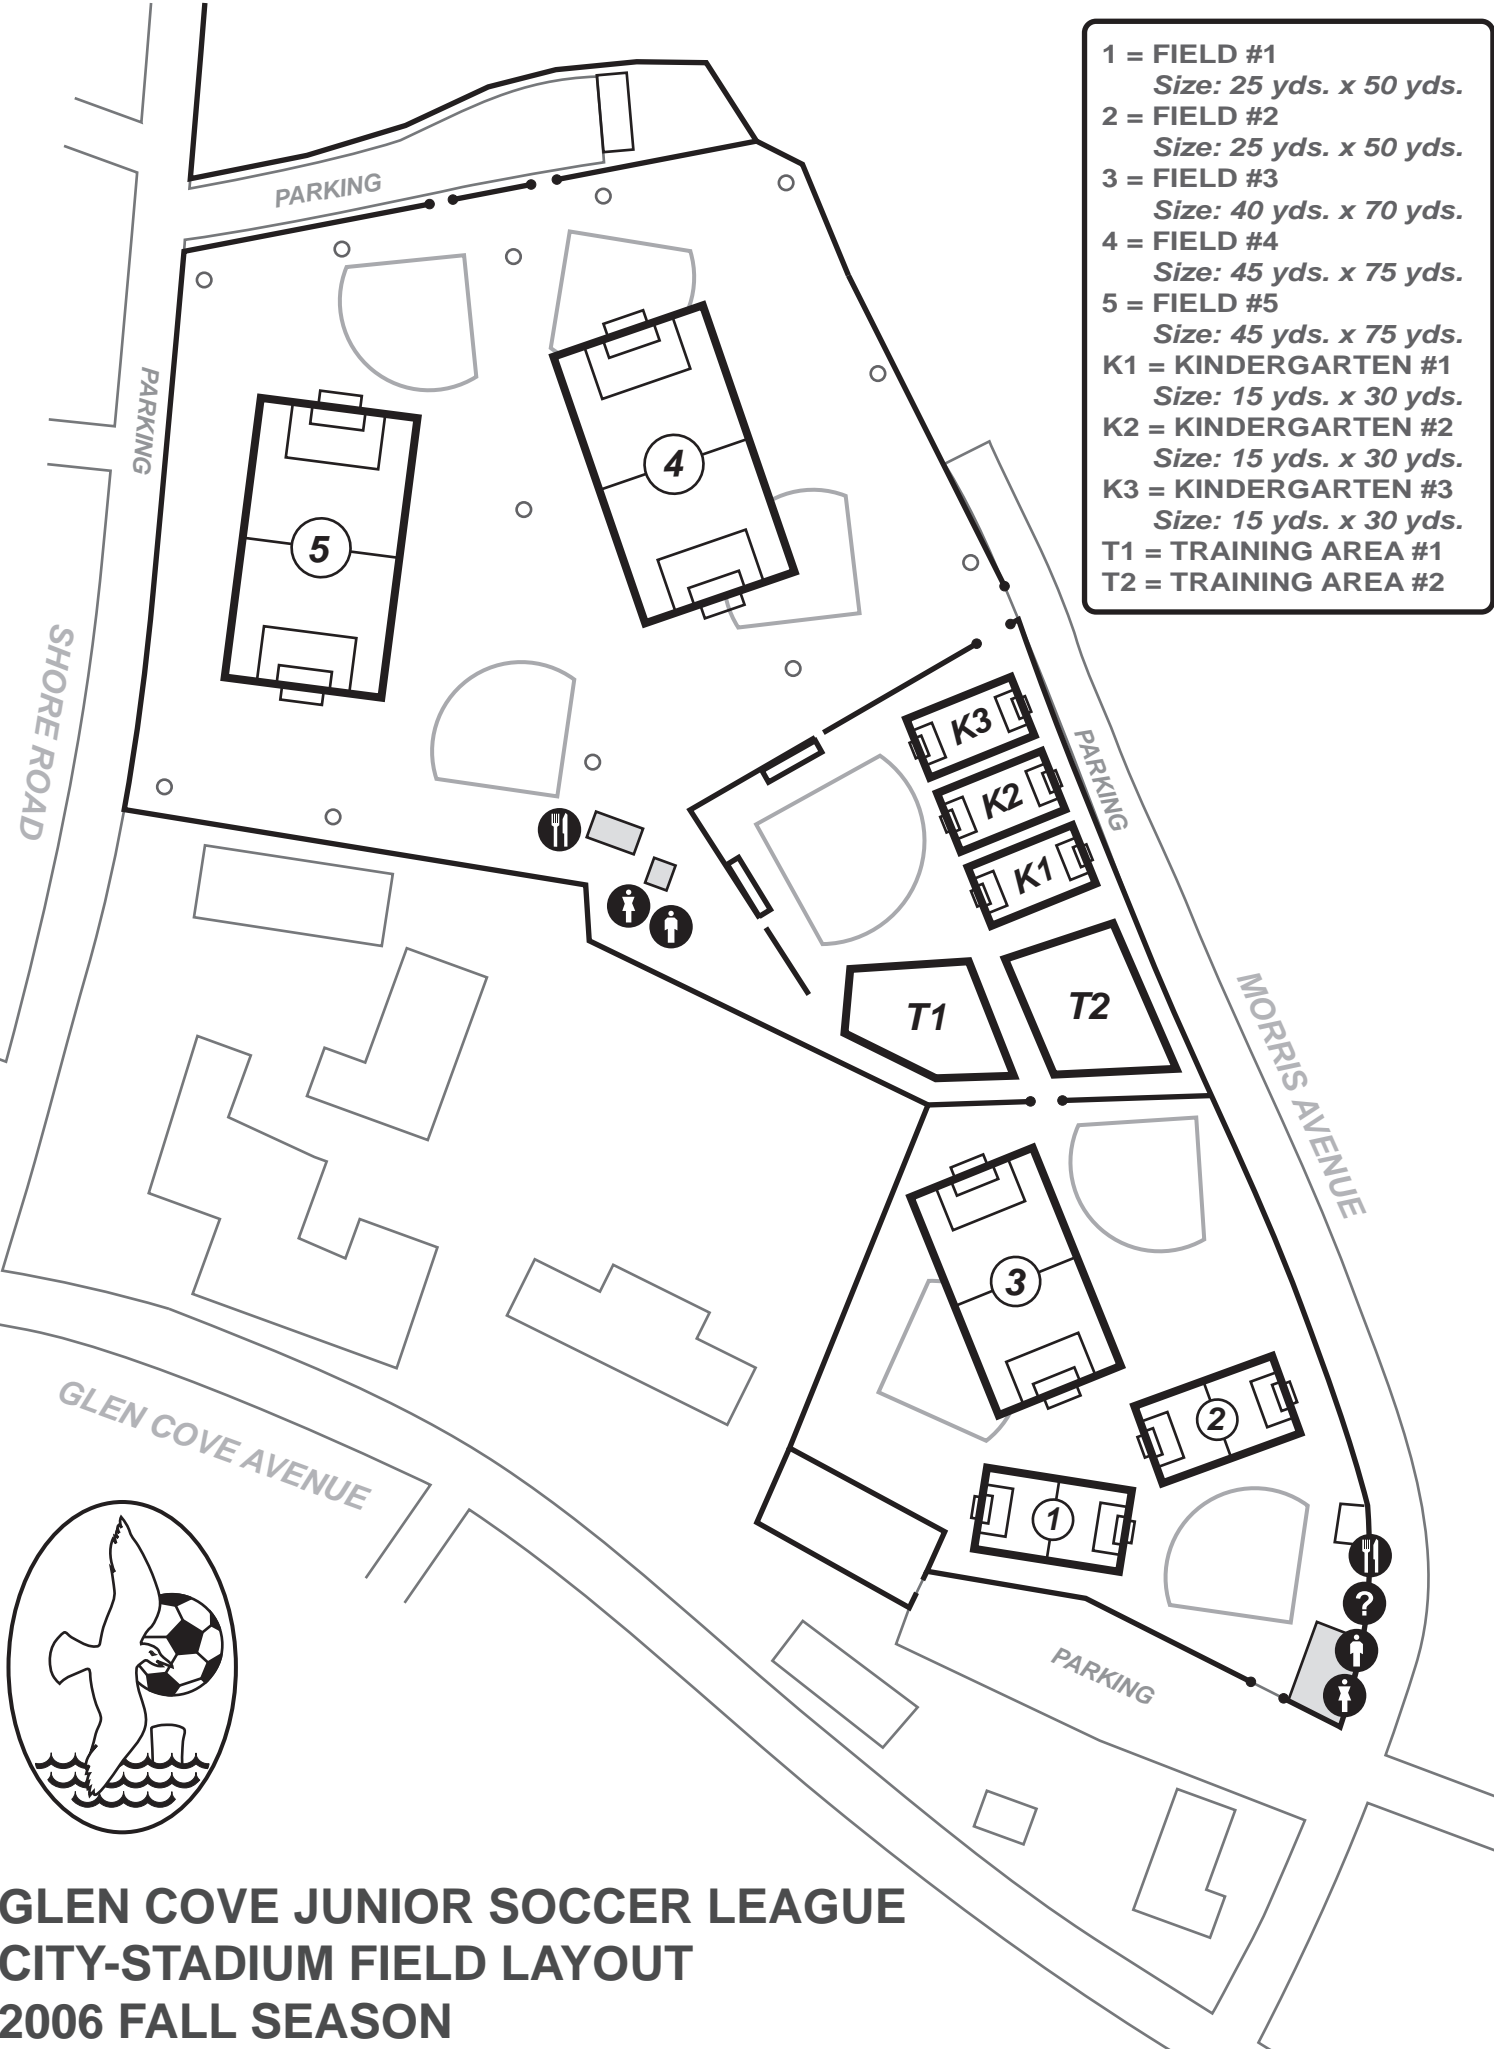 1 = FIELD #1
Size: 25 yds. x 50 yds.
2 = FIELD #2
Size: 25 yds. x 50 yds.
3 = FIELD #3
Size: 40 yds. x 70 yds.
4 = FIELD #4
Size: 45 yds. x 75 yds.
5 = FIELD #5
Size: 45 yds. x 75 yds.
K1 = KINDERGARTEN #1
Size: 15 yds. x 30 yds.
K2 = KINDERGARTEN #2
Size: 15 yds. x 30 yds.
K3 = KINDERGARTEN #3
Size: 15 yds. x 30 yds.
T1 = TRAINING AREA #1
T2 = TRAINING AREA #2
PARKING
PARKING
4
5
SHORE ROAD
K3
K2
K1
PARKING
T1
T2
MORRIS AVENUE
3
2
1
GLEN COVE AVENUE
?
PARKING
GLEN COVE JUNIOR SOCCER LEAGUE
CITY-STADIUM FIELD LAYOUT
2006 FALL SEASON